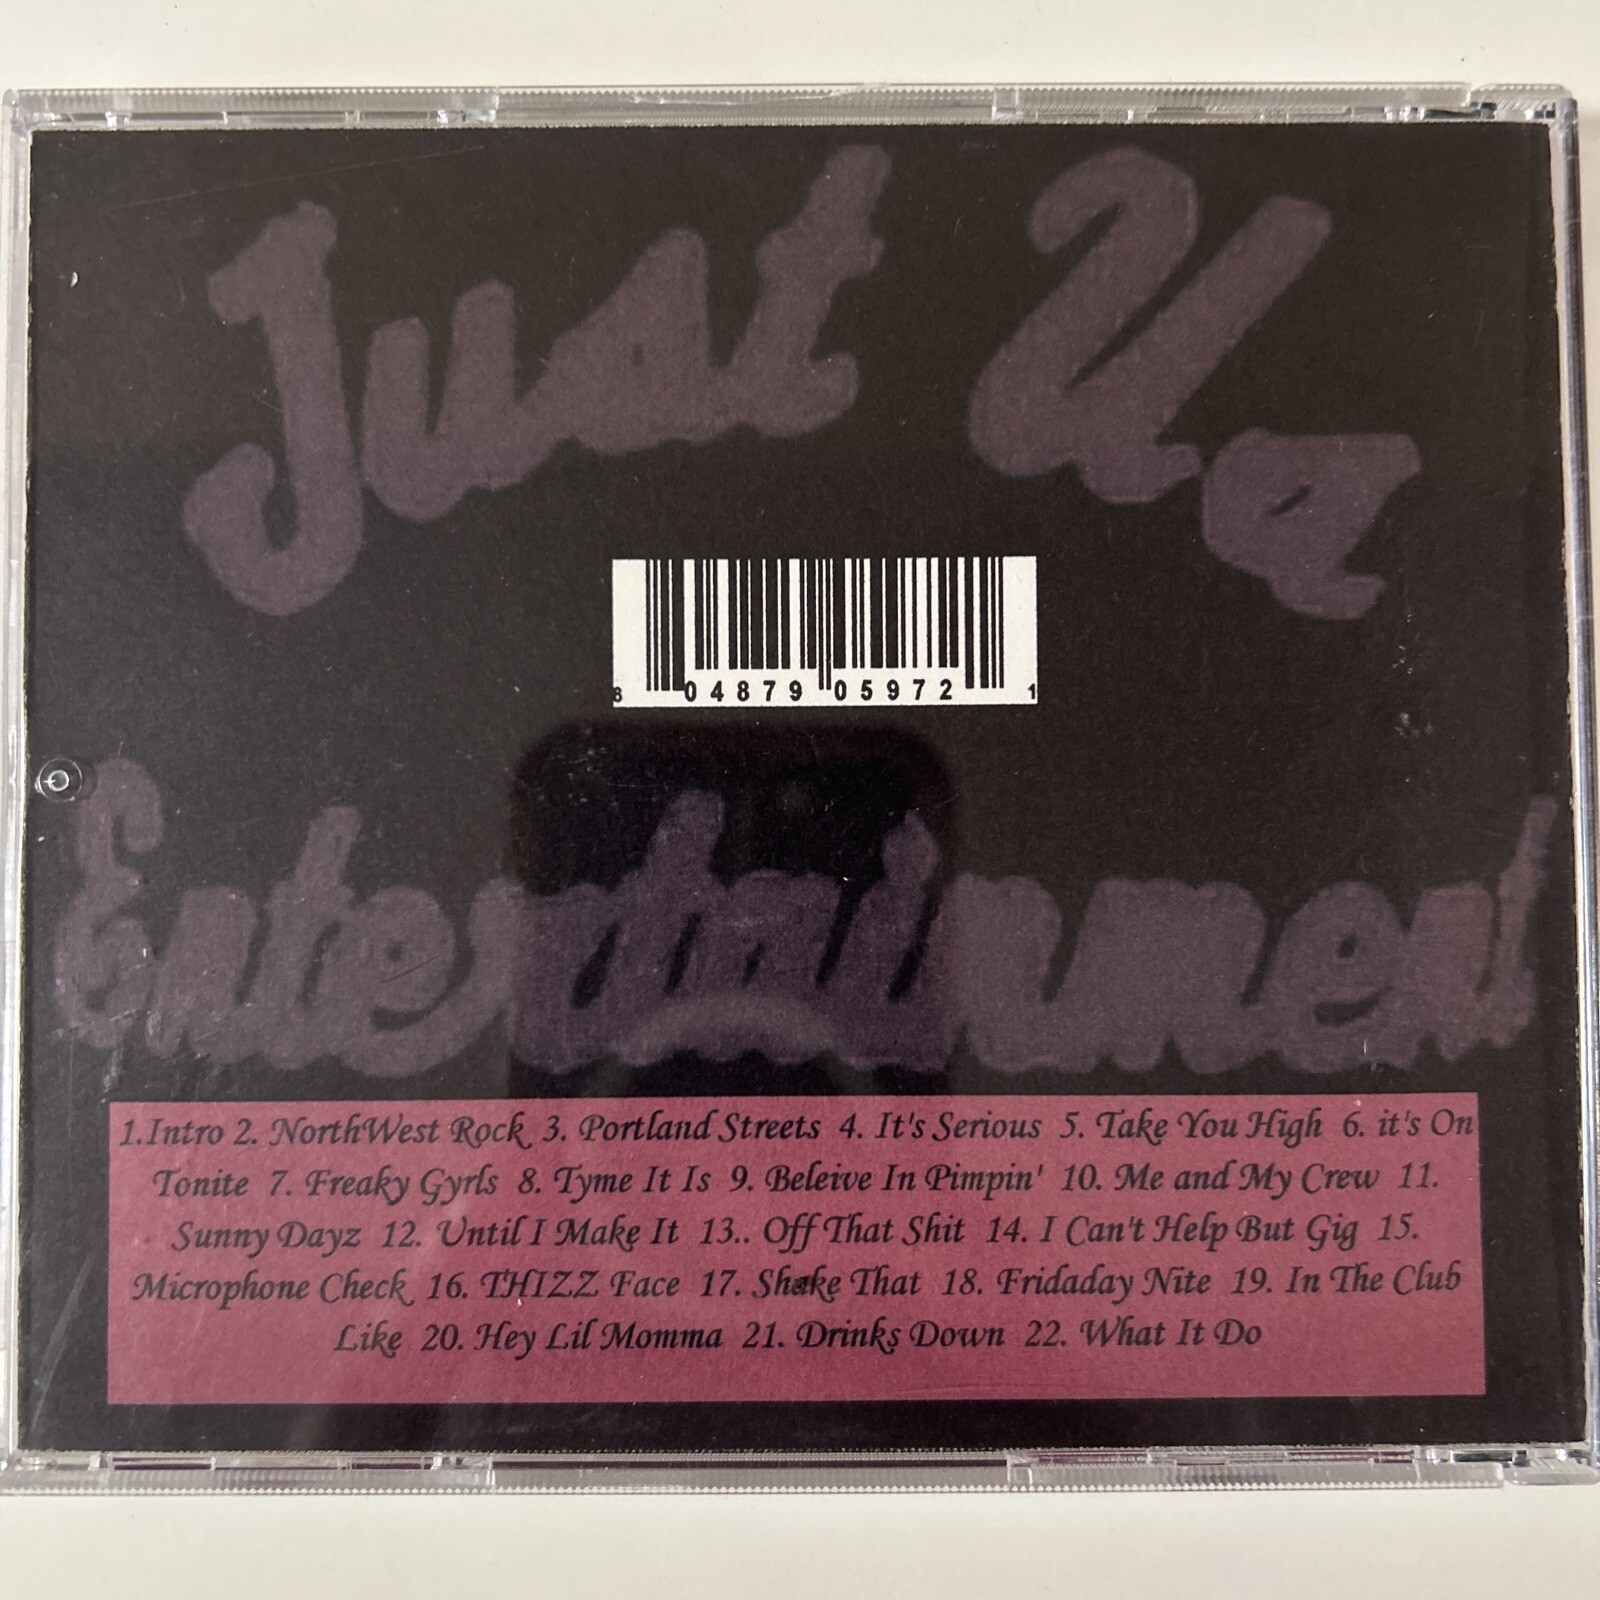 Just Us
8 04879 05972 1
Entertainment
1.Intro 2. NorthWest Rock 3. Portland Streets 4. It's Serious 5. Take You High 6. it's On
Tonite 7. Freaky Gyrls 8. Tyme It Is 9. Beleive In Pimpin' 10. Me and My Crew 11.
Sunny Dayz 12. Until I Make It 13.. Off That Shit 14. I Can't Help But Gig 15.
Microphone Check 16. THIZZ Face 17. Shake That 18. Fridaday Nite 19. In The Club
Like 20. Hey Lil Momma 21. Drinks Down 22. What It Do